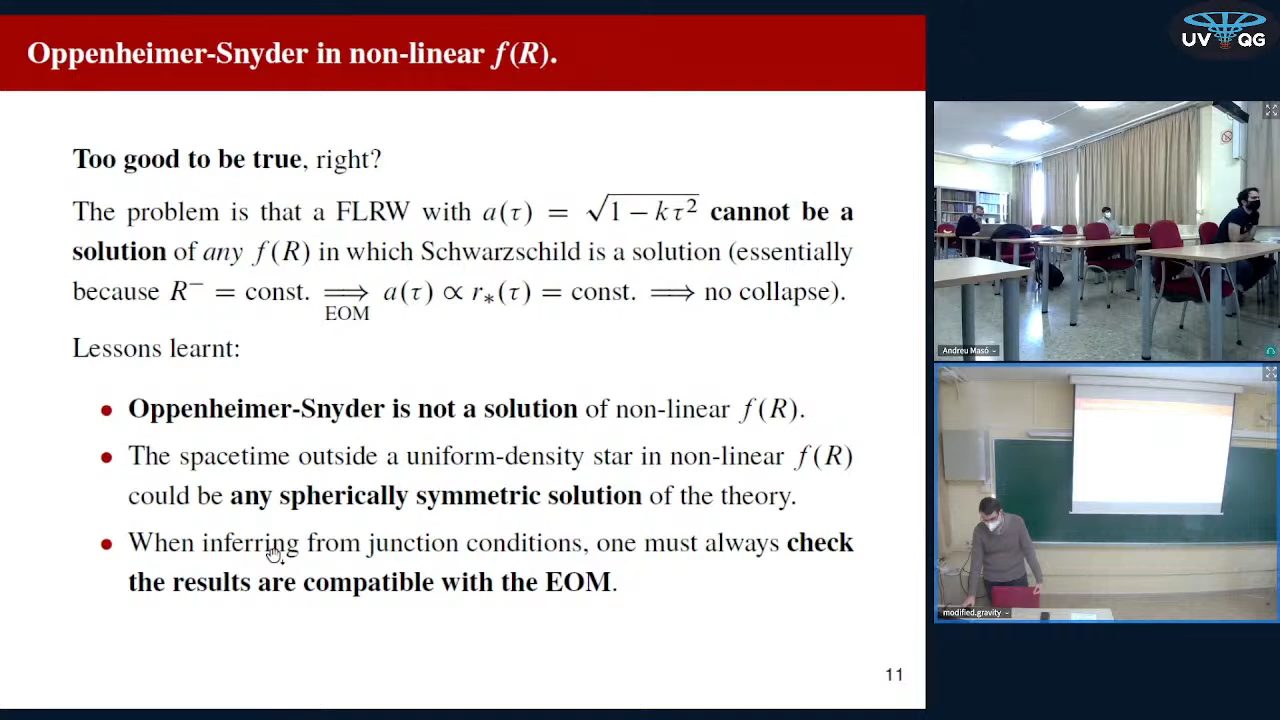 Oppenheimer-Snyder in non-linear f(R).
Too good to be true, right?
The problem is that a FLRW with a(τ) = √1 − kτ² cannot be a
solution of any f(R) in which Schwarzschild is a solution (essentially
because R⁻ = const. ⟹ a(τ) ∝ r∗(τ) = const. ⟹ no collapse).
EOM
Lessons learnt:
• Oppenheimer-Snyder is not a solution of non-linear f(R).
• The spacetime outside a uniform-density star in non-linear f(R)
could be any spherically symmetric solution of the theory.
• When inferring from junction conditions, one must always check
the results are compatible with the EOM.
11
UV QG
Andreu Masó
modified.gravity